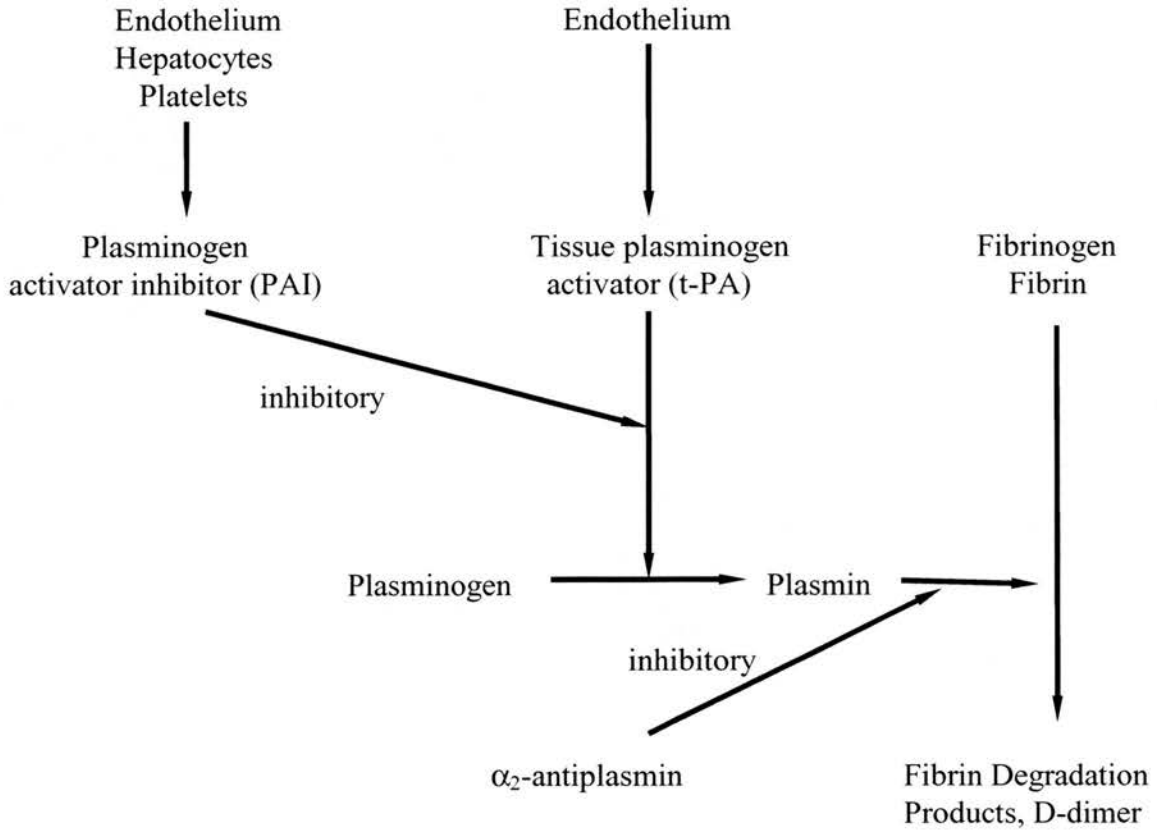 Endothelium
Hepatocytes
Platelets
Endothelium
Plasminogen
activator inhibitor (PAI)
Tissue plasminogen
activator (t-PA)
Fibrinogen
Fibrin
inhibitory
Plasminogen
Plasmin
inhibitory
α₂-antiplasmin
Fibrin Degradation
Products, D-dimer